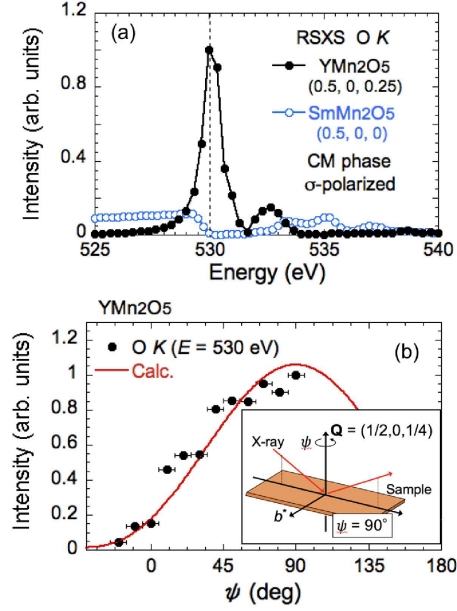 (a)
RSXS O K
YMn2O5
(0.5, 0, 0.25)
SmMn2O5
(0.5, 0, 0)
CM phase
σ-polarized
Intensity (arb. units)
1.2
1
0.4
0
525
530
535
540
Energy (eV)
YMn2O5
(b)
O K (E = 530 eV)
Calc.
Intensity (arb. units)
1.2
1
0.8
0.6
0.4
0.2
0
0
45
90
135
180
ψ (deg)
Q = (1/2,0,1/4)
X-ray
ψ
Sample
b*
ψ = 90°